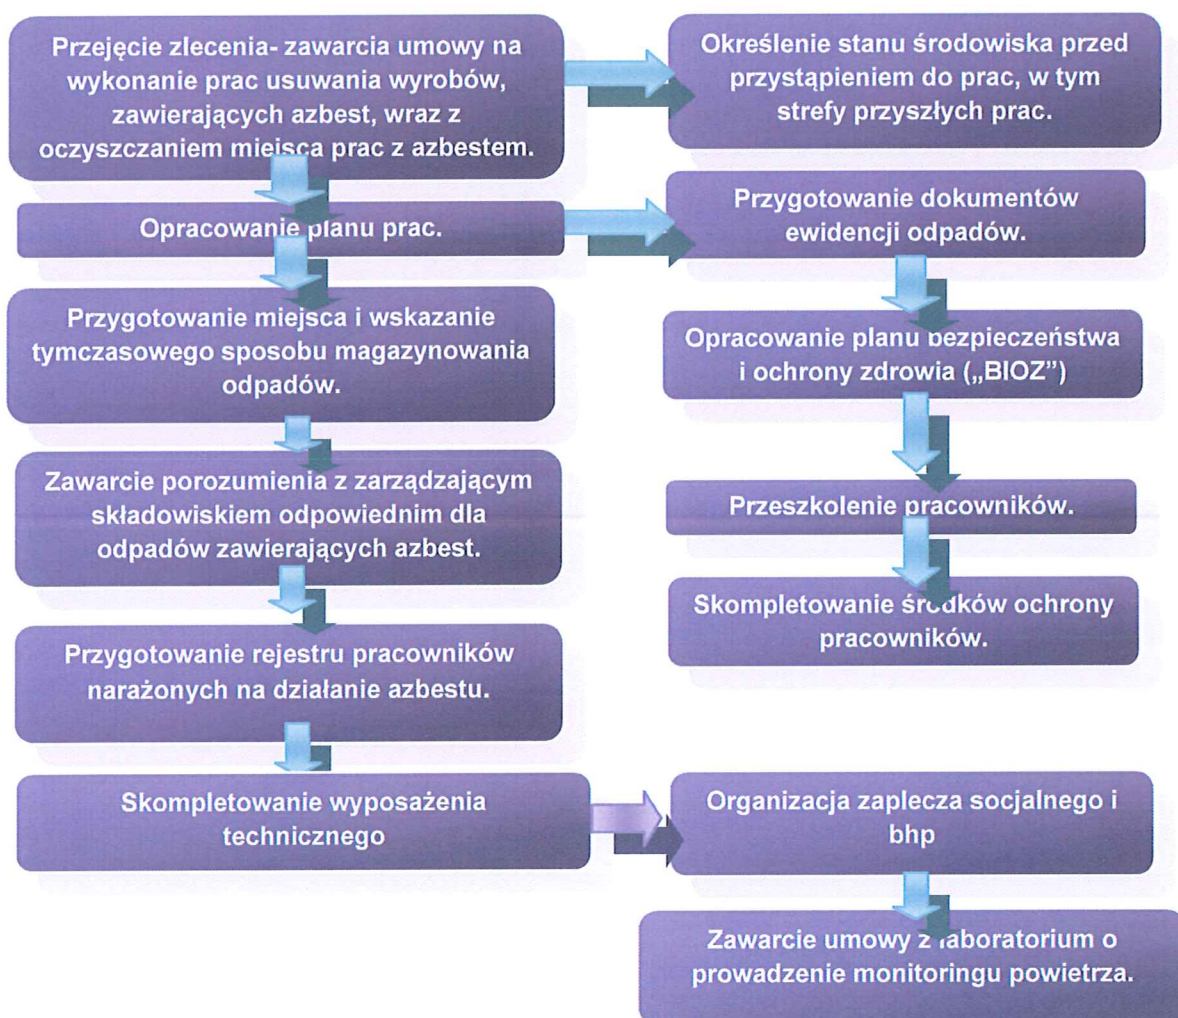 Przejęcie zlecenia- zawarcia umowy na
wykonanie prac usuwania wyrobów,
zawierających azbest, wraz z
oczyszczaniem miejsca prac z azbestem.
Określenie stanu środowiska przed
przystąpieniem do prac, w tym
strefy przyszłych prac.
Opracowanie planu prac.
Przygotowanie dokumentów
ewidencji odpadów.
Przygotowanie miejsca i wskazanie
tymczasowego sposobu magazynowania
odpadów.
Opracowanie planu bezpieczeństwa
i ochrony zdrowia („BIOZ”)
Zawarcie porozumienia z zarządzającym
składowiskiem odpowiednim dla
odpadów zawierających azbest.
Przeszkolenie pracowników.
Skompletowanie środków ochrony
pracowników.
Przygotowanie rejestru pracowników
narażonych na działanie azbestu.
Skompletowanie wyposażenia
technicznego
Organizacja zaplecza socjalnego i
bhp
Zawarcie umowy z laboratorium o
prowadzenie monitoringu powietrza.